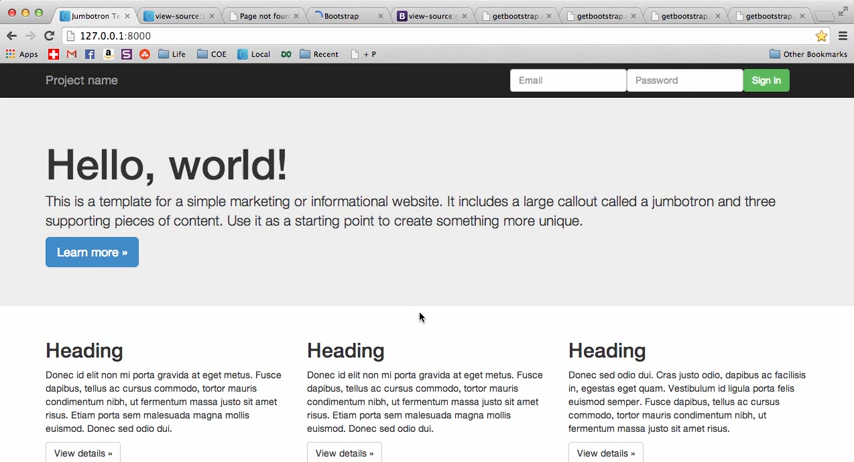 Jumbotron Te
view-source:
Page not foun
Bootstrap
view-source:
getbootstrap.
getbootstrap.
getbootstrap.
getbootstrap.
127.0.0.1:8000
Apps
Life
COE
Local
Recent
+ P
Other Bookmarks
Project name
Email
Password
Sign in
Hello, world!
This is a template for a simple marketing or informational website. It includes a large callout called a jumbotron and three
supporting pieces of content. Use it as a starting point to create something more unique.
Learn more »
Heading
Donec id elit non mi porta gravida at eget metus. Fusce
dapibus, tellus ac cursus commodo, tortor mauris
condimentum nibh, ut fermentum massa justo sit amet
risus. Etiam porta sem malesuada magna mollis
euismod. Donec sed odio dui.
View details »
Heading
Donec id elit non mi porta gravida at eget metus. Fusce
dapibus, tellus ac cursus commodo, tortor mauris
condimentum nibh, ut fermentum massa justo sit amet
risus. Etiam porta sem malesuada magna mollis
euismod. Donec sed odio dui.
View details »
Heading
Donec sed odio dui. Cras justo odio, dapibus ac facilisis
in, egestas eget quam. Vestibulum id ligula porta felis
euismod semper. Fusce dapibus, tellus ac cursus
commodo, tortor mauris condimentum nibh, ut
fermentum massa justo sit amet risus.
View details »